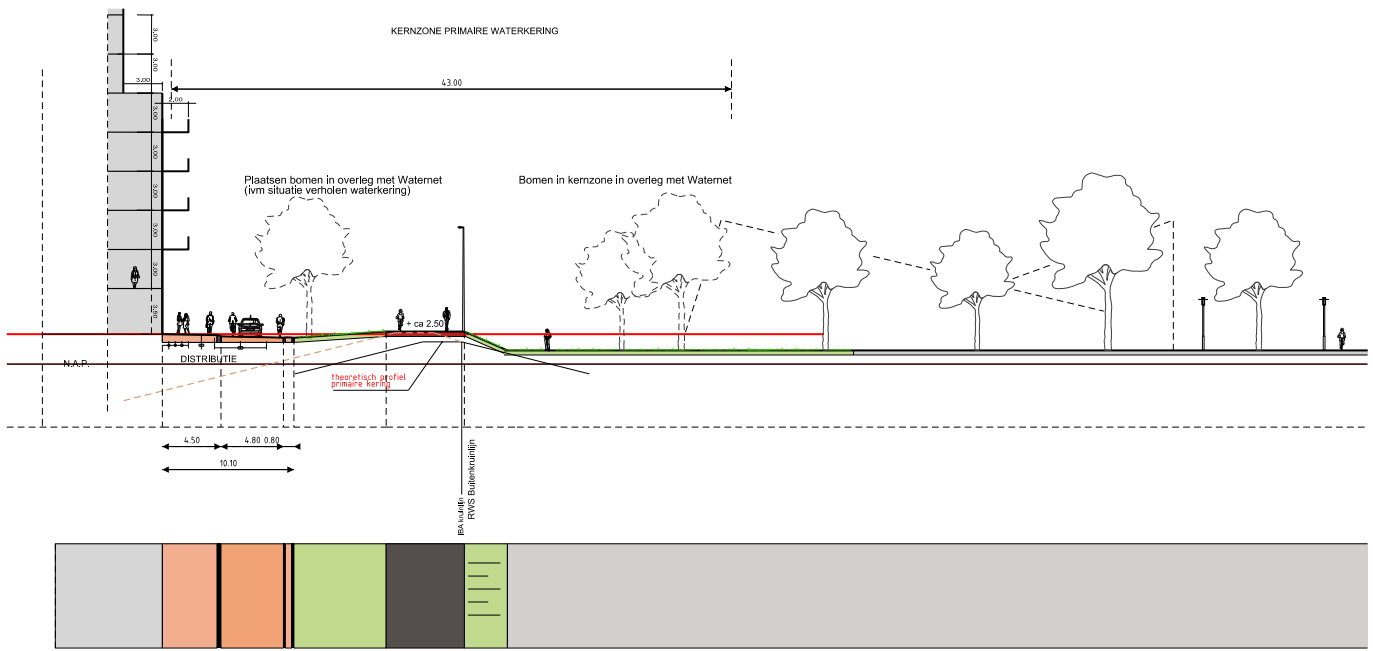 KERNZONE PRIMAIRE WATERKERING
3.00
3.00
3.00
43.00
2.00
3.00
3.00
3.00
3.00
3.00
3.50
Plaatsen bomen in overleg met Waternet
(ivm situatie verholen waterkering)
Bomen in kernzone in overleg met Waternet
+ ca 2.50
N.A.P.
DISTRIBUTIE
theoretisch profiel
primaire kering
4.50
4.80
0.80
10.10
IBA kruinlijn
RWS Buitenkruinlijn